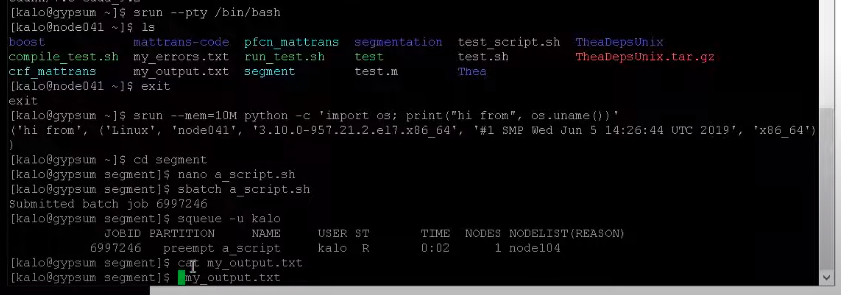 [kalo@gypsum ~]$ srun --pty /bin/bash
[kalo@node041 ~]$ ls
boost mattrans-code pfcn_mattrans segmentation test_script.sh TheaDepsUnix
compile_test.sh my_errors.txt run_test.sh test test.sh TheaDepsUnix.tar.gz
crf_mattrans my_output.txt segment test.m Thea
[kalo@node041 ~]$ exit
exit
[kalo@gypsum ~]$ srun --mem=10M python -c 'import os; print("hi from", os.uname())'
('hi from', ('Linux', 'node041', '3.10.0-957.21.2.el7.x86_64', '#1 SMP Wed Jun 5 14:26:44 UTC 2019', 'x86_64')
)
[kalo@gypsum ~]$ cd segment
[kalo@gypsum segment]$ nano a_script.sh
[kalo@gypsum segment]$ sbatch a_script.sh
Submitted batch job 6997246
[kalo@gypsum segment]$ squeue -u kalo
JOBID PARTITION NAME USER ST TIME NODES NODELIST(REASON)
6997246 preempt a_script kalo R 0:02 1 node104
[kalo@gypsum segment]$ cat my_output.txt
[kalo@gypsum segment]$ my_output.txt